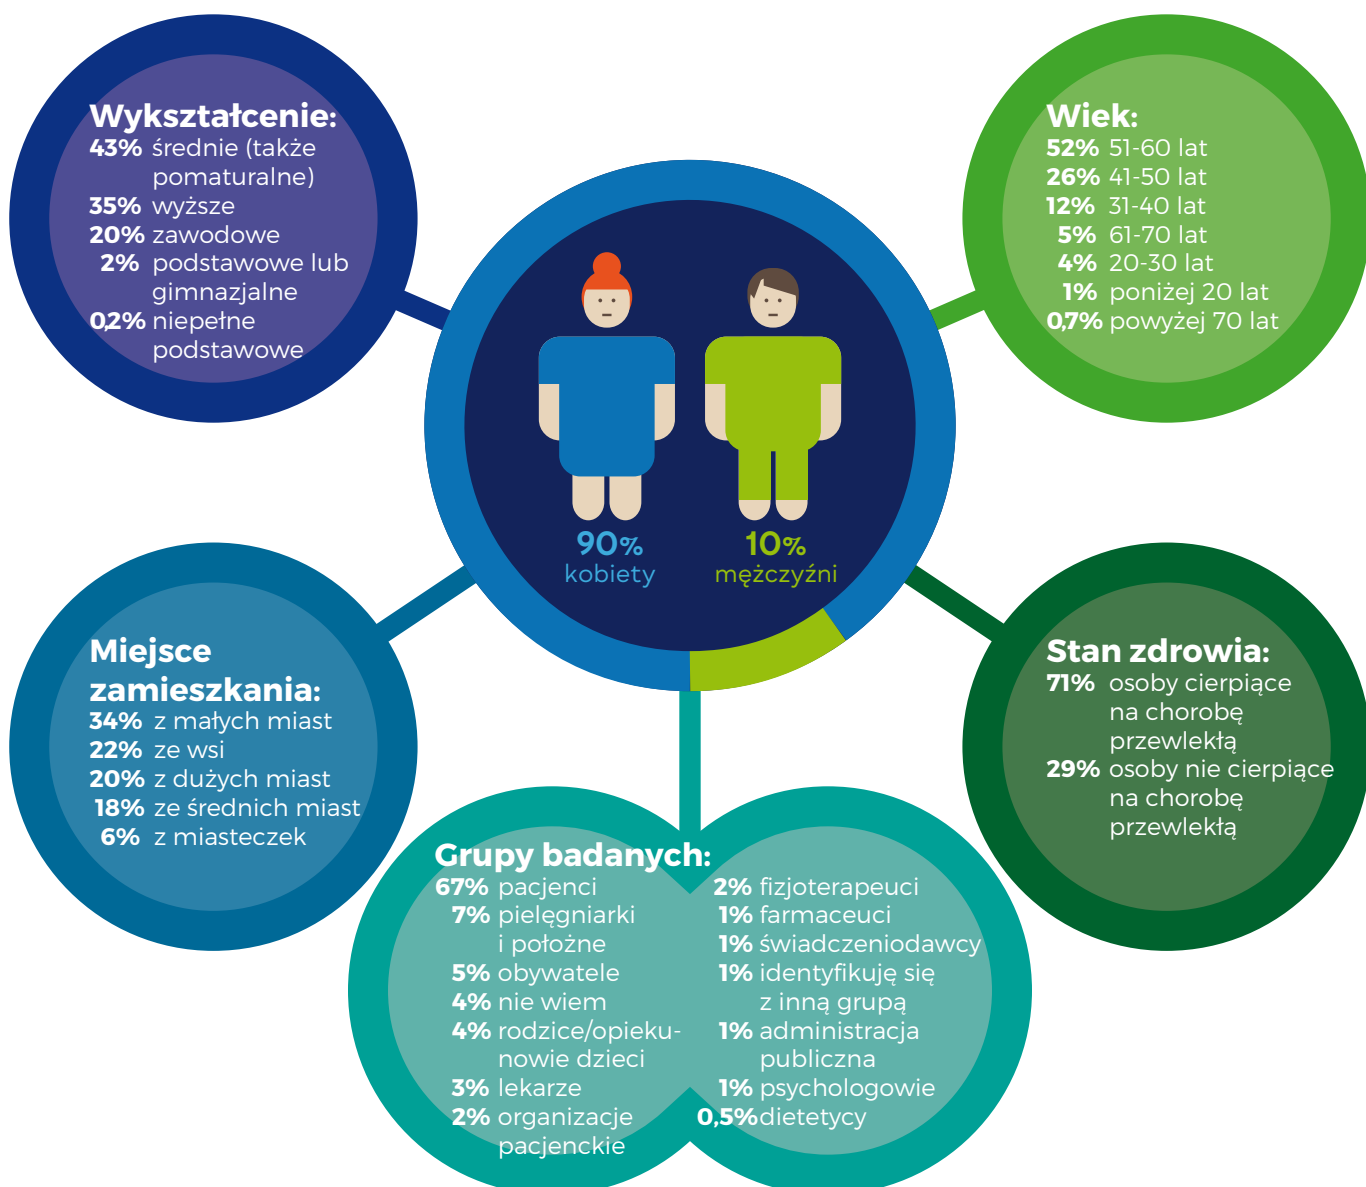 Wykształcenie:
43% średnie (także
pomaturalne)
35% wyższe
20% zawodowe
2% podstawowe lub
gimnazjalne
0,2% niepełne
podstawowe
Wiek:
52% 51-60 lat
26% 41-50 lat
12% 31-40 lat
5% 61-70 lat
4% 20-30 lat
1% poniżej 20 lat
0,7% powyżej 70 lat
90%
kobiety
10%
mężczyźni
Miejsce
zamieszkania:
34% z małych miast
22% ze wsi
20% z dużych miast
18% ze średnich miast
6% z miasteczek
Stan zdrowia:
71% osoby cierpiące
na chorobę
przewlekłą
29% osoby nie cierpiące
na chorobę
przewlekłą
Grupy badanych:
67% pacjenci
7% pielęgniarki
i położne
5% obywatele
4% nie wiem
4% rodzice/opieku-
nowie dzieci
3% lekarze
2% organizacje
pacjenckie
2% fizjoterapeuci
1% farmaceuci
1% świadczeniodawcy
1% identyfikuję się
z inną grupą
1% administracja
publiczna
1% psychologowie
0,5% dietetycy